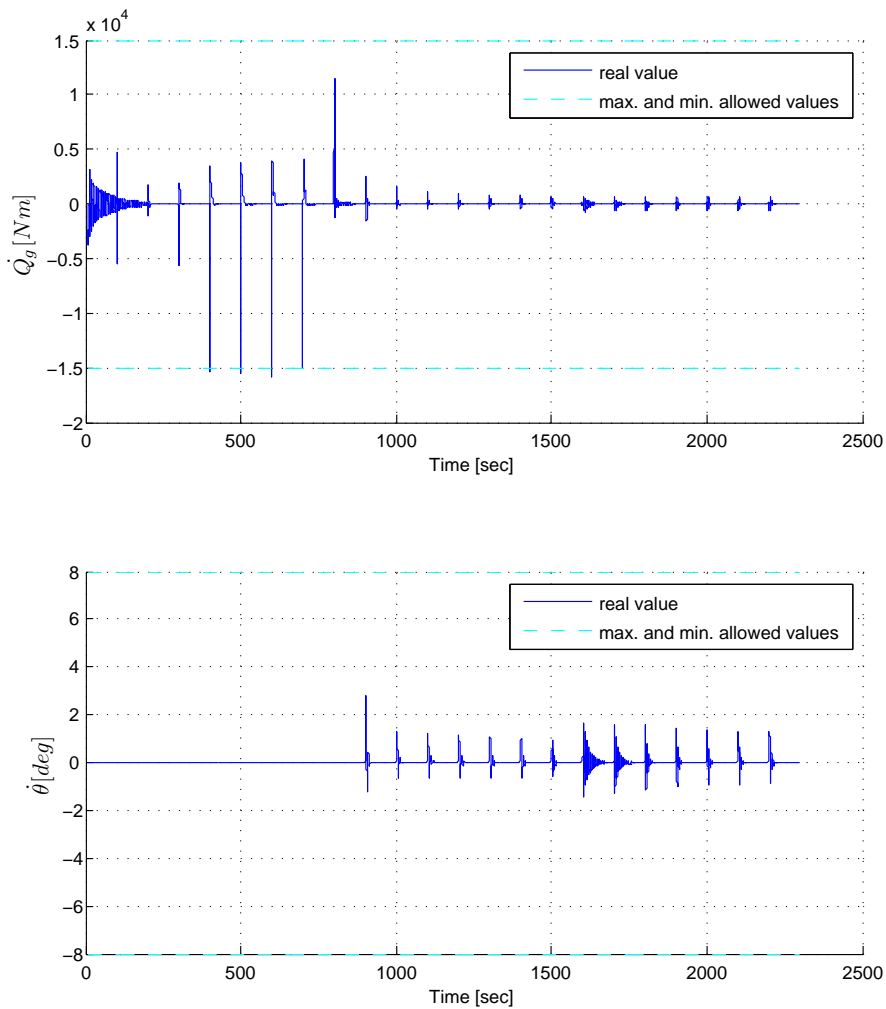 x 10⁴
1.5
1
0.5
0
−0.5
−1
−1.5
−2
Q̇g [Nm]
real value
max. and min. allowed values
0 500 1000 1500 2000 2500
Time [sec]
8
6
4
2
0
−2
−4
−6
−8
θ̇ [deg]
real value
max. and min. allowed values
0 500 1000 1500 2000 2500
Time [sec]